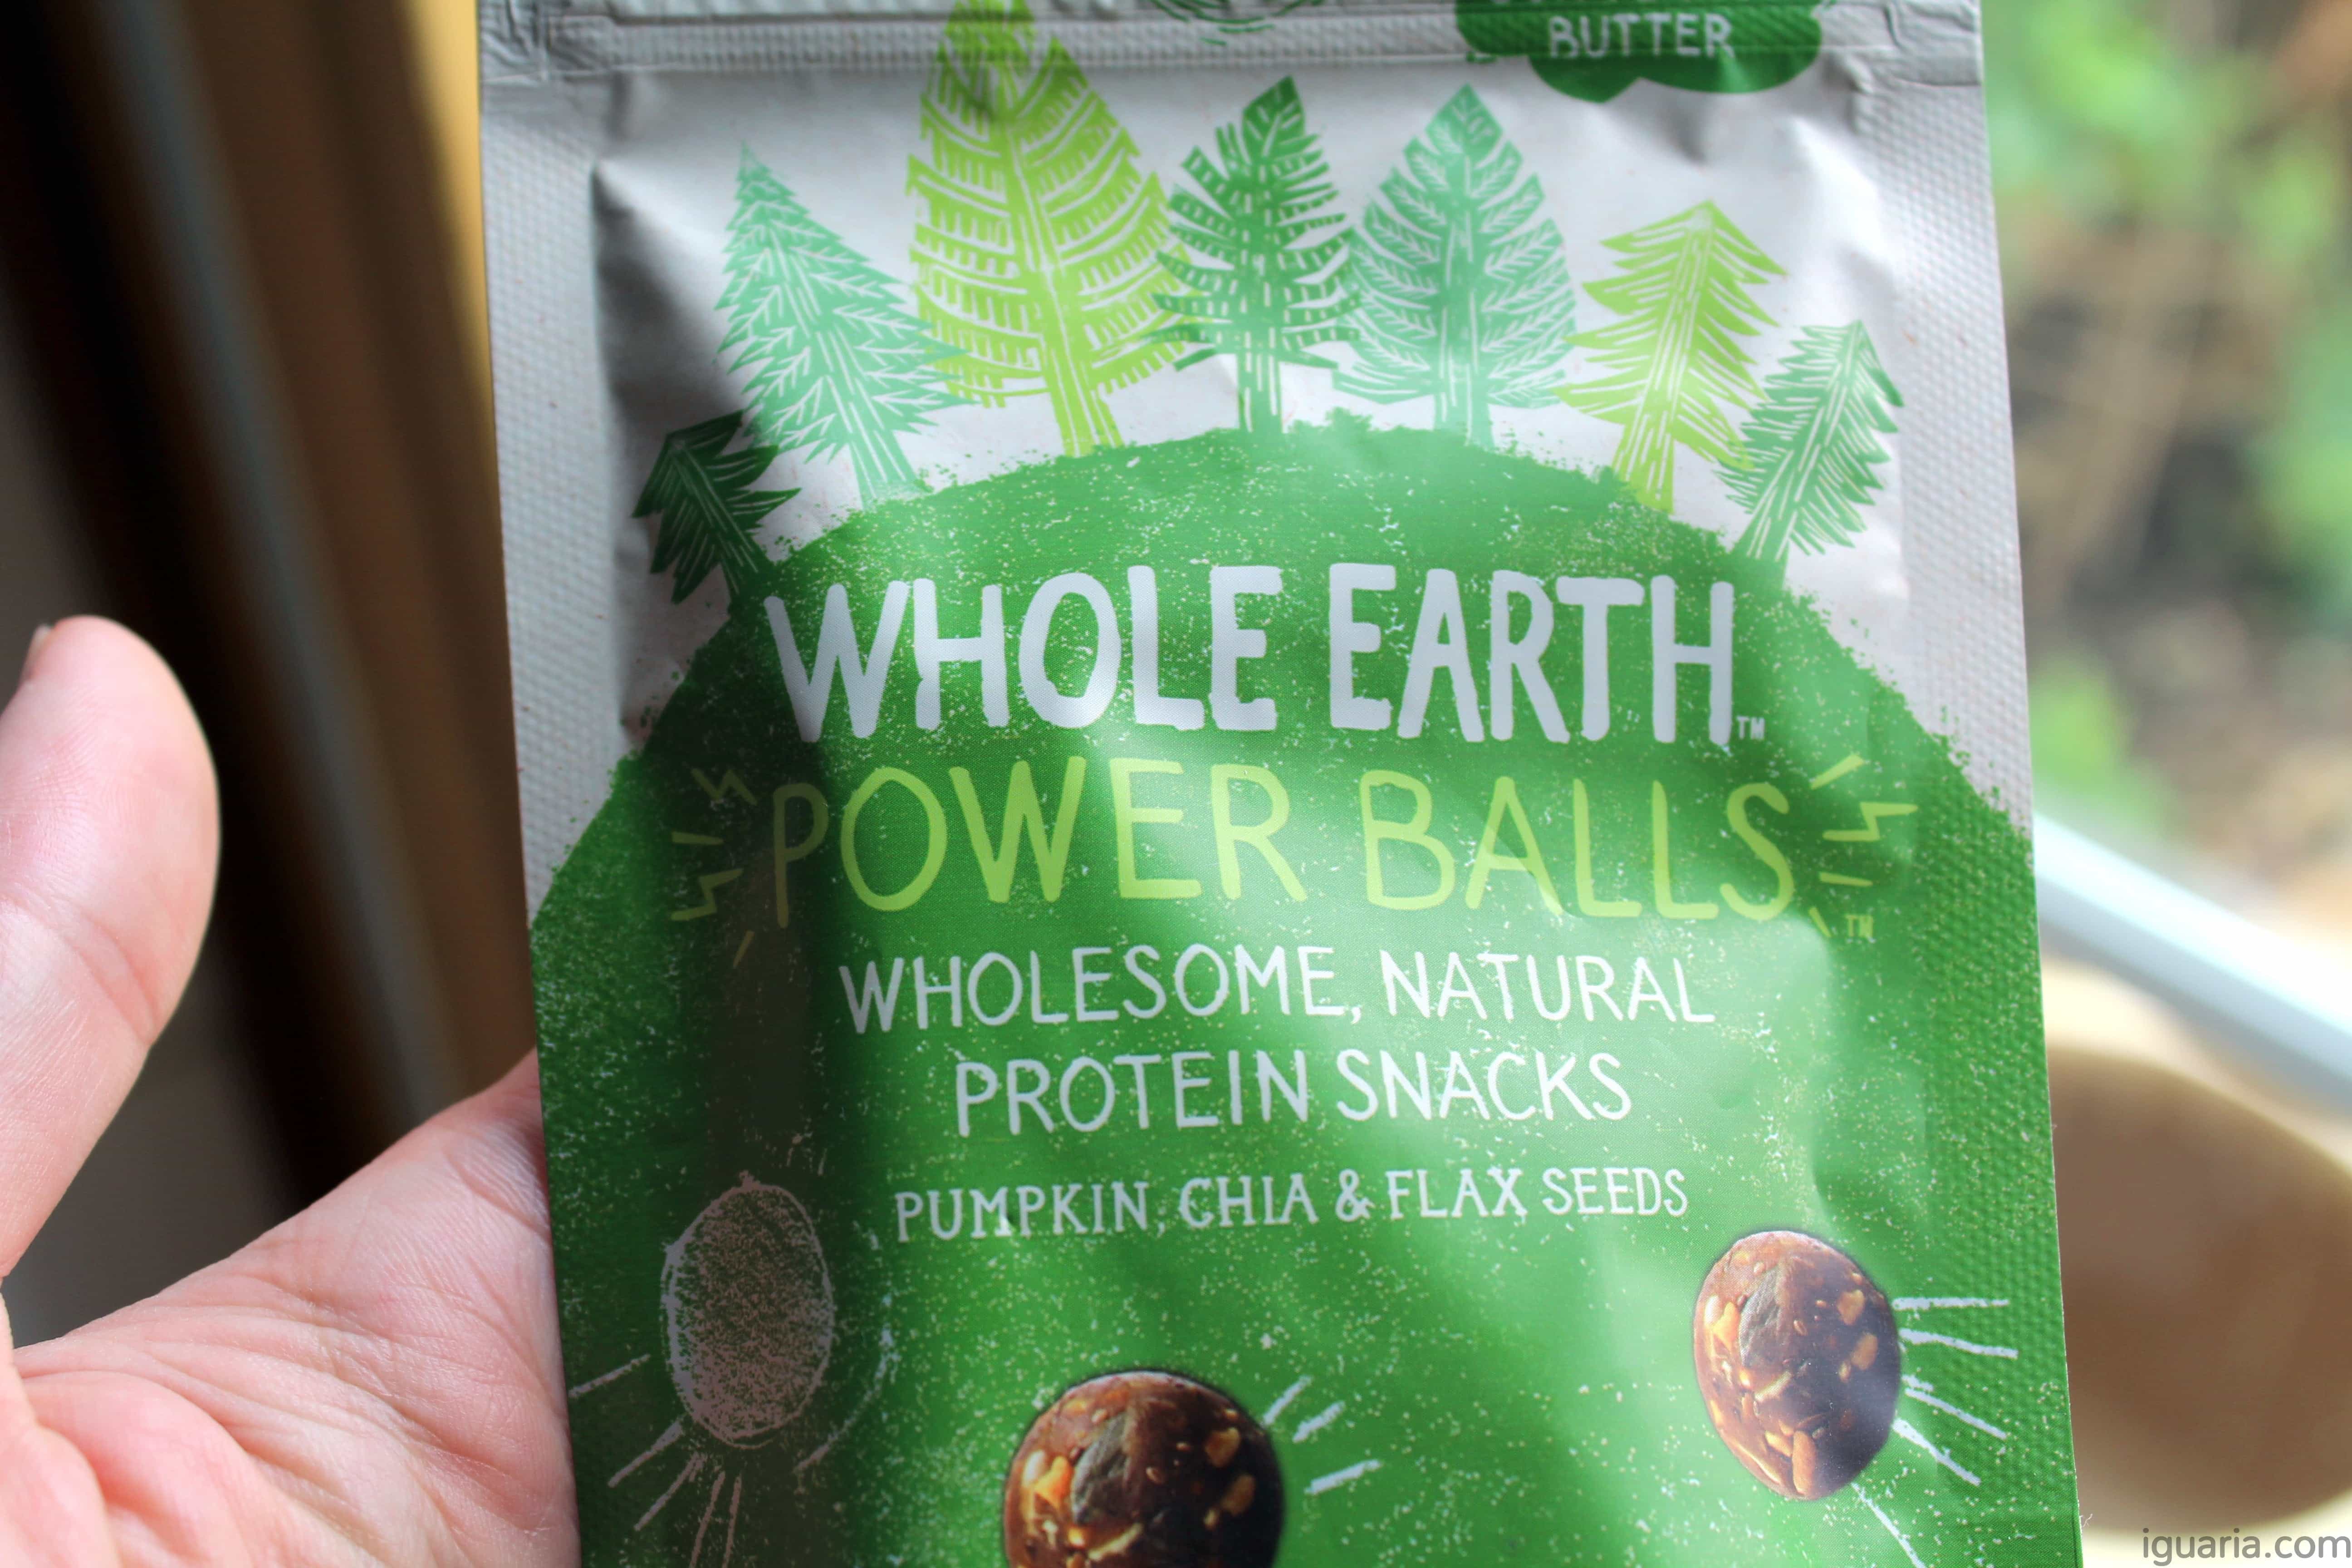 BUTTER
WHOLE EARTH™
POWER BALLS™
WHOLESOME, NATURAL
PROTEIN SNACKS
PUMPKIN, CHIA & FLAX SEEDS
iguaria.com